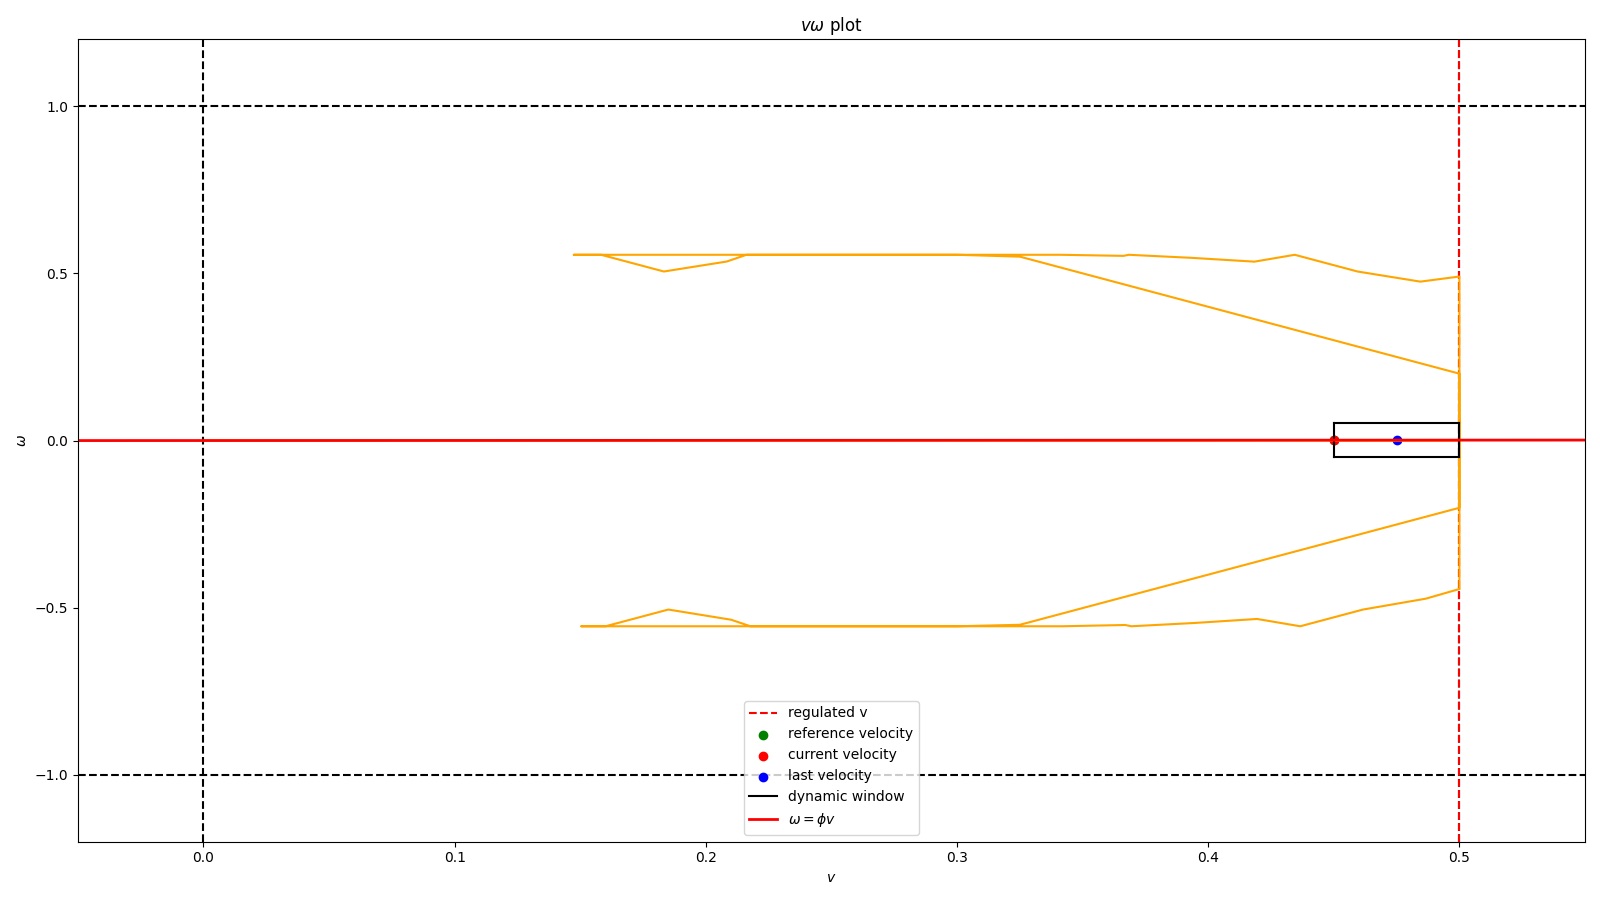 vω plot
1.0
0.5
0.0
−0.5
−1.0
ω
regulated v
reference velocity
current velocity
last velocity
dynamic window
ω = ϕv
0.0 0.1 0.2 0.3 0.4 0.5
v